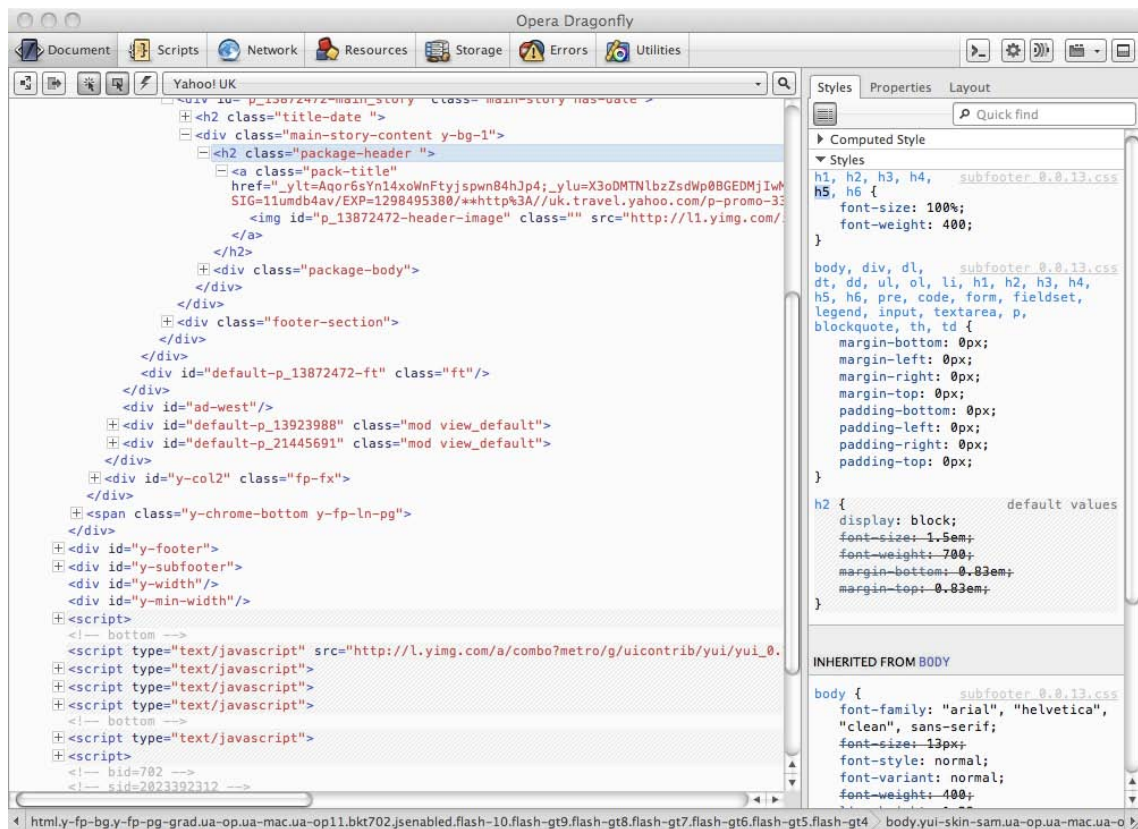 Opera Dragonfly
Document Scripts Network Resources Storage Errors Utilities
Yahoo! UK
<div id="p_13872472-main_story" class="main-story has-date">
<h2 class="title-date ">
<div class="main-story-content y-bg-1">
<h2 class="package-header ">
<a class="pack-title"
href="_ylt=Aqor6sYn14xoWnFtyjspwn84hJp4;_ylu=X3oDMTNlbzZsdWp0BGEDMjIwM
SIG=11umdb4av/EXP=1298495380/**http%3A//uk.travel.yahoo.com/p-promo-33
<img id="p_13872472-header-image" class="" src="http://l1.yimg.com/
</a>
</h2>
<div class="package-body">
</div>
</div>
<div class="footer-section">
</div>
</div>
<div id="default-p_13872472-ft" class="ft"/>
</div>
<div id="ad-west"/>
<div id="default-p_13923988" class="mod view_default">
<div id="default-p_21445691" class="mod view_default">
</div>
<div id="y-col2" class="fp-fx">
</div>
<span class="y-chrome-bottom y-fp-ln-pg">
</div>
<div id="y-footer">
<div id="y-subfooter">
<div id="y-width"/>
<div id="y-min-width"/>
<script>
<!-- bottom -->
<script type="text/javascript" src="http://l.yimg.com/a/combo?metro/g/uicontrib/yui/yui_0.
<script type="text/javascript">
<script type="text/javascript">
<script type="text/javascript">
<!-- bottom -->
<script type="text/javascript">
<script>
<!-- bid=702 -->
<!-- sid=2023392312 -->
Styles Properties Layout
Quick find
Computed Style
Styles
h1, h2, h3, h4, subfooter_0.0.13.css
h5, h6 {
font-size: 100%;
font-weight: 400;
}
body, div, dl, subfooter_0.0.13.css
dt, dd, ul, ol, li, h1, h2, h3, h4,
h5, h6, pre, code, form, fieldset,
legend, input, textarea, p,
blockquote, th, td {
margin-bottom: 0px;
margin-left: 0px;
margin-right: 0px;
margin-top: 0px;
padding-bottom: 0px;
padding-left: 0px;
padding-right: 0px;
padding-top: 0px;
}
h2 { default values
display: block;
font-size: 1.5em;
font-weight: 700;
margin-bottom: 0.83em;
margin-top: 0.83em;
}
INHERITED FROM BODY
body { subfooter_0.0.13.css
font-family: "arial", "helvetica",
"clean", sans-serif;
font-size: 13px;
font-style: normal;
font-variant: normal;
font-weight: 400;
html.y-fp-bg.y-fp-pg-grad.ua-op.ua-mac.ua-op11.bkt702.jsenabled.flash-10.flash-gt9.flash-gt8.flash-gt7.flash-gt6.flash-gt5.flash-gt4 body.yui-skin-sam.ua-op.ua-mac.ua-o